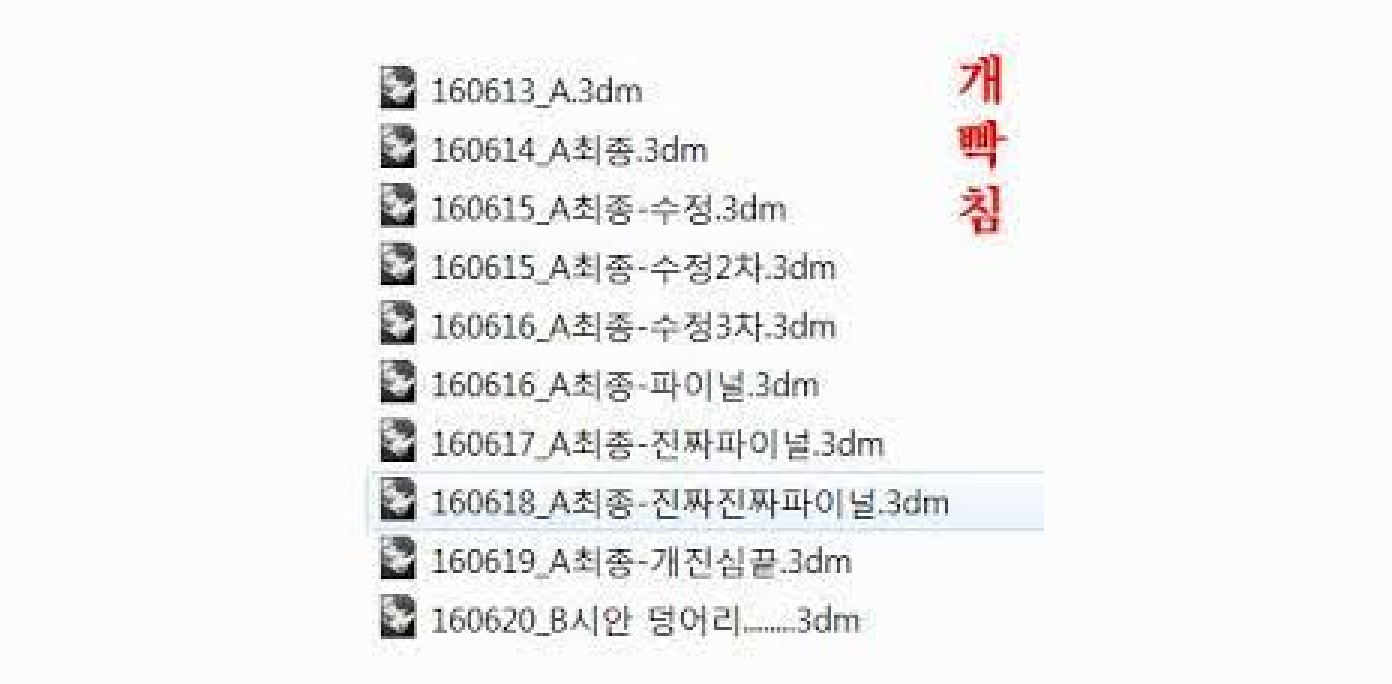 160613_A.3dm
160614_A최종.3dm
160615_A최종-수정.3dm
160615_A최종-수정2차.3dm
160616_A최종-수정3차.3dm
160616_A최종-파이널.3dm
160617_A최종-진짜파이널.3dm
160618_A최종-진짜진짜파이널.3dm
160619_A최종-개진심끝.3dm
160620_B시안 덩어리........3dm
개
빡
침